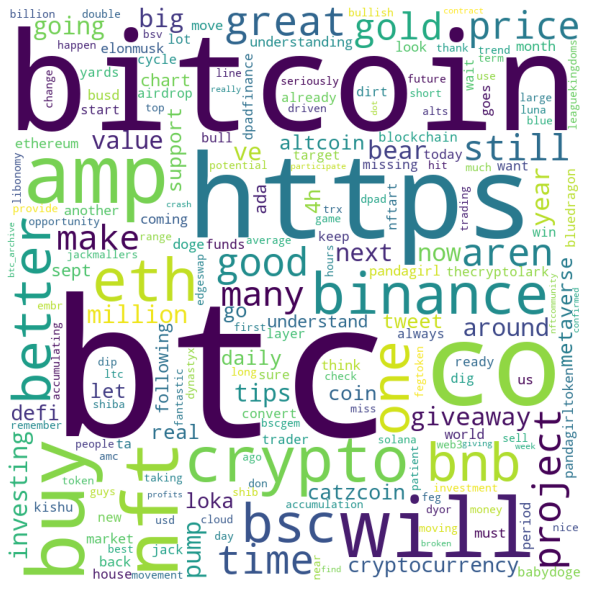 billion double going big great gold price bullish contract
bsv move understanding look thank trend month
happen elonmusk lot
bitcoin
cycle wait term
change yards line seriously future use leaguekingdoms
busd chart airdrop already dirt short goes
start top really driven dot alts large luna blue
dpadfinance
amp support value ve altcoin blockchain bear today still
ethereum bull target missing hit much want
https
libonomy potential participate
provide another crash ada 4h nftart dpad trading year win
opportunity coming doge trx game
range funds keep
jackmallers average
make next now aren
bluedragon
btc_archive sept edgeswap hours pandagirl thecryptolark
better eth good binance
embr million many go first understand tweet always around metaverse
layer
btc co
accumulating dip ltc shiba following fantastic dynastyx daily sure think check long fegtoken ready dig us
nftcommunity confirmed
defi let tips convert coin miss one giveaway
remember people ta real trader bscgem world web3 giving sell week
amc ago solana pandagirltoken
buy nft crypto bnb project
investing taking guys token profits don shib accumulation patient investment
kishu new usd cloud loka catzcoin feg dyor money period must nice
bsc will
market best jack day pump moving
back time near find broken cryptocurrency babydoge
house movement